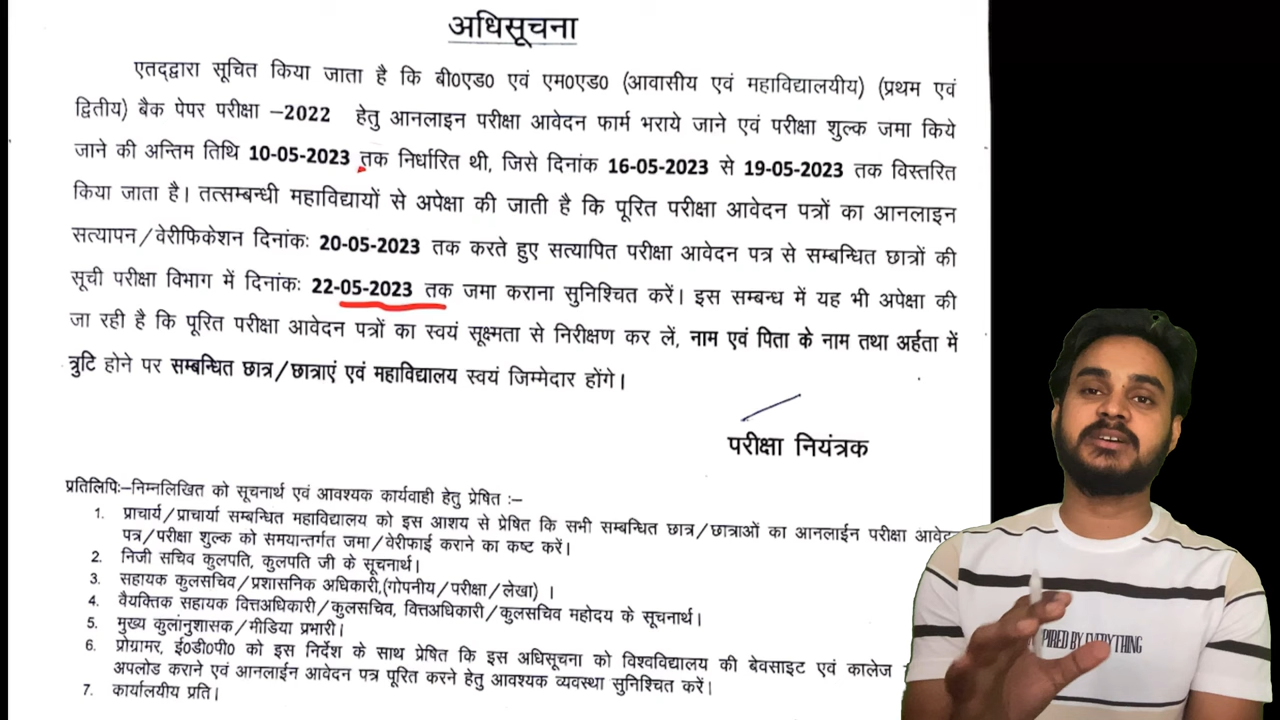 अधिसूचना
एतद्द्वारा सूचित किया जाता है कि बी0एड0 एवं एम0एड0 (आवासीय एवं महाविद्यालयीय) (प्रथम एवं
द्वितीय) बैक पेपर परीक्षा –2022 हेतु आनलाइन परीक्षा आवेदन फार्म भराये जाने एवं परीक्षा शुल्क जमा किये
जाने की अन्तिम तिथि 10-05-2023 तक निर्धारित थी, जिसे दिनांक 16-05-2023 से 19-05-2023 तक विस्तरित
किया जाता है। तत्सम्बन्धी महाविद्यायों से अपेक्षा की जाती है कि पूरित परीक्षा आवेदन पत्रों का आनलाइन
सत्यापन/वेरीफिकेशन दिनांकः 20-05-2023 तक करते हुए सत्यापित परीक्षा आवेदन पत्र से सम्बन्धित छात्रों की
सूची परीक्षा विभाग में दिनांकः 22-05-2023 तक जमा कराना सुनिश्चित करें। इस सम्बन्ध में यह भी अपेक्षा की
जा रही है कि पूरित परीक्षा आवेदन पत्रों का स्वयं सूक्ष्मता से निरीक्षण कर लें, नाम एवं पिता के नाम तथा अर्हता में
त्रुटि होने पर सम्बन्धित छात्र/छात्राएं एवं महाविद्यालय स्वयं जिम्मेदार होंगे।
परीक्षा नियंत्रक
प्रतिलिपिः–निम्नलिखित को सूचनार्थ एवं आवश्यक कार्यवाही हेतु प्रेषित :–
1. प्राचार्य/प्राचार्या सम्बन्धित महाविद्यालय को इस आशय से प्रेषित कि सभी सम्बन्धित छात्र/छात्राओं का आनलाईन परीक्षा आवेद
पत्र/परीक्षा शुल्क को समयान्तर्गत जमा/वेरीफाई कराने का कष्ट करें।
2. निजी सचिव कुलपति, कुलपति जी के सूचनार्थ।
3. सहायक कुलसचिव/प्रशासनिक अधिकारी,(गोपनीय/परीक्षा/लेखा) ।
4. वैयक्तिक सहायक वित्तअधिकारी/कुलसचिव, वित्तअधिकारी/कुलसचिव महोदय के सूचनार्थ।
5. मुख्य कुलांनुशासक/मीडिया प्रभारी।
6. प्रोग्रामर, ई0डी0पी0 को इस निर्देश के साथ प्रेषित कि इस अधिसूचना को विश्वविद्यालय की बेवसाइट एवं कालेज
अपलोड कराने एवं आनलाईन आवेदन पत्र पूरित करने हेतु आवश्यक व्यवस्था सुनिश्चित करें।
7. कार्यालयीय प्रति।
PIRED BY EVERYTHING